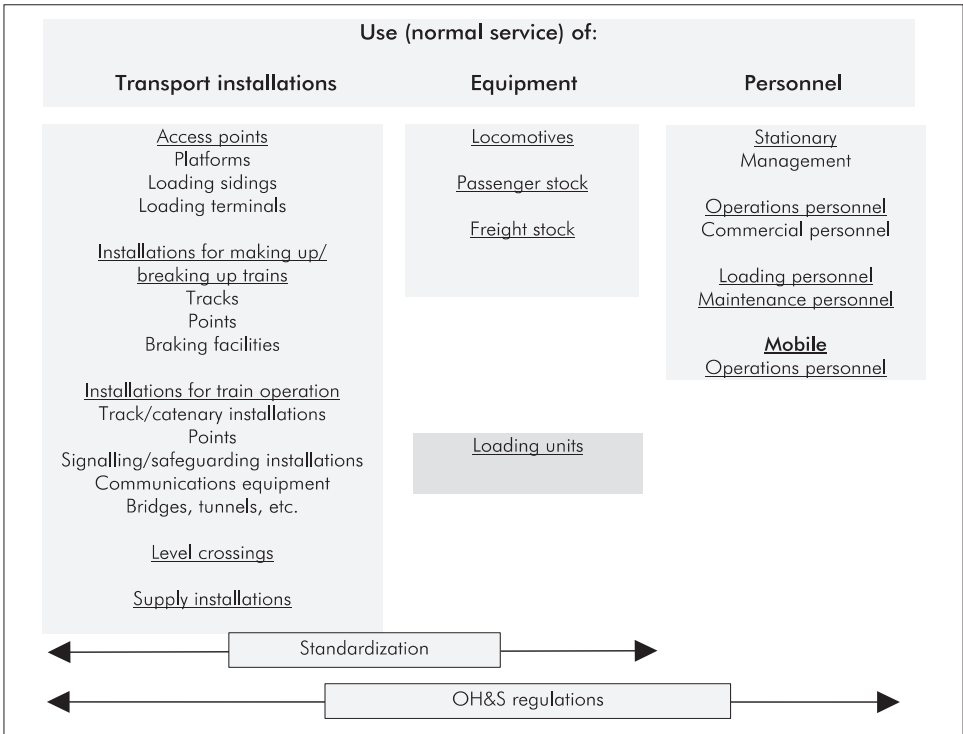 Use (normal service) of:
Transport installations
Equipment
Personnel
Access points
Platforms
Loading sidings
Loading terminals
Installations for making up/
breaking up trains
Tracks
Points
Braking facilities
Installations for train operation
Track/catenary installations
Points
Signalling/safeguarding installations
Communications equipment
Bridges, tunnels, etc.
Level crossings
Supply installations
Locomotives
Passenger stock
Freight stock
Loading units
Stationary
Management
Operations personnel
Commercial personnel
Loading personnel
Maintenance personnel
Mobile
Operations personnel
Standardization
OH&S regulations